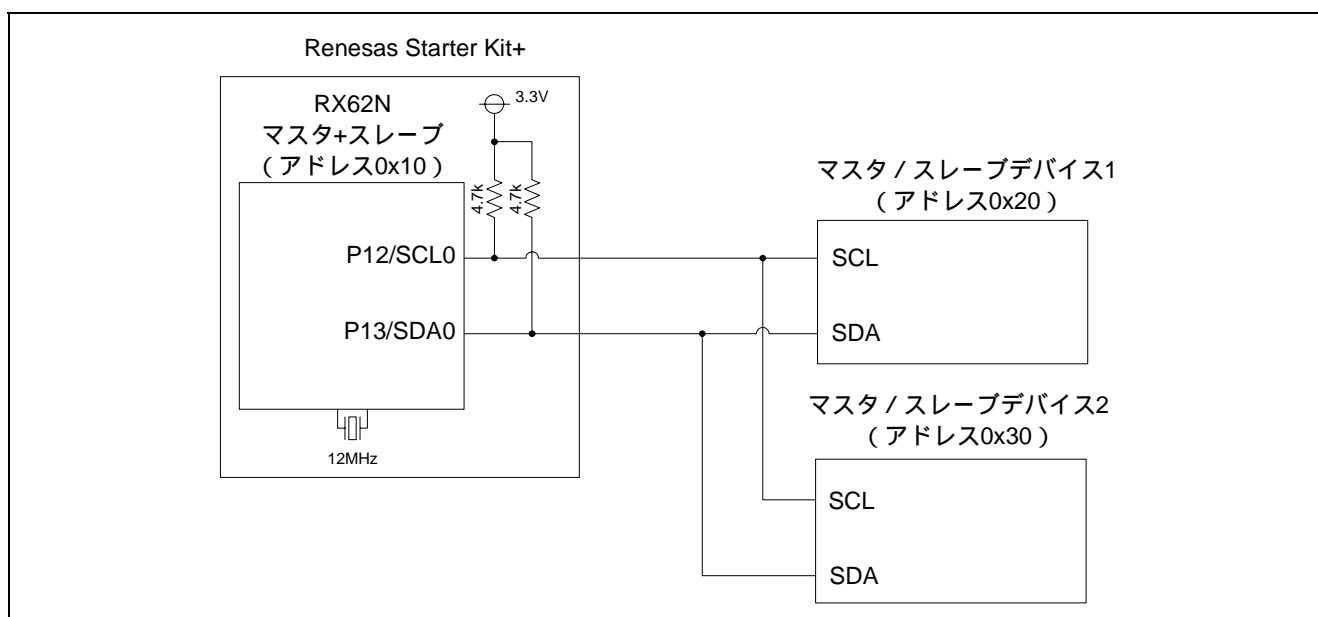 Renesas Starter Kit+
RX62N
マスタ+スレーブ
（アドレス0x10）
3.3V
4.7k
4.7k
P12/SCL0
P13/SDA0
12MHz
マスタ / スレーブデバイス1
（アドレス0x20）
SCL
SDA
マスタ / スレーブデバイス2
（アドレス0x30）
SCL
SDA